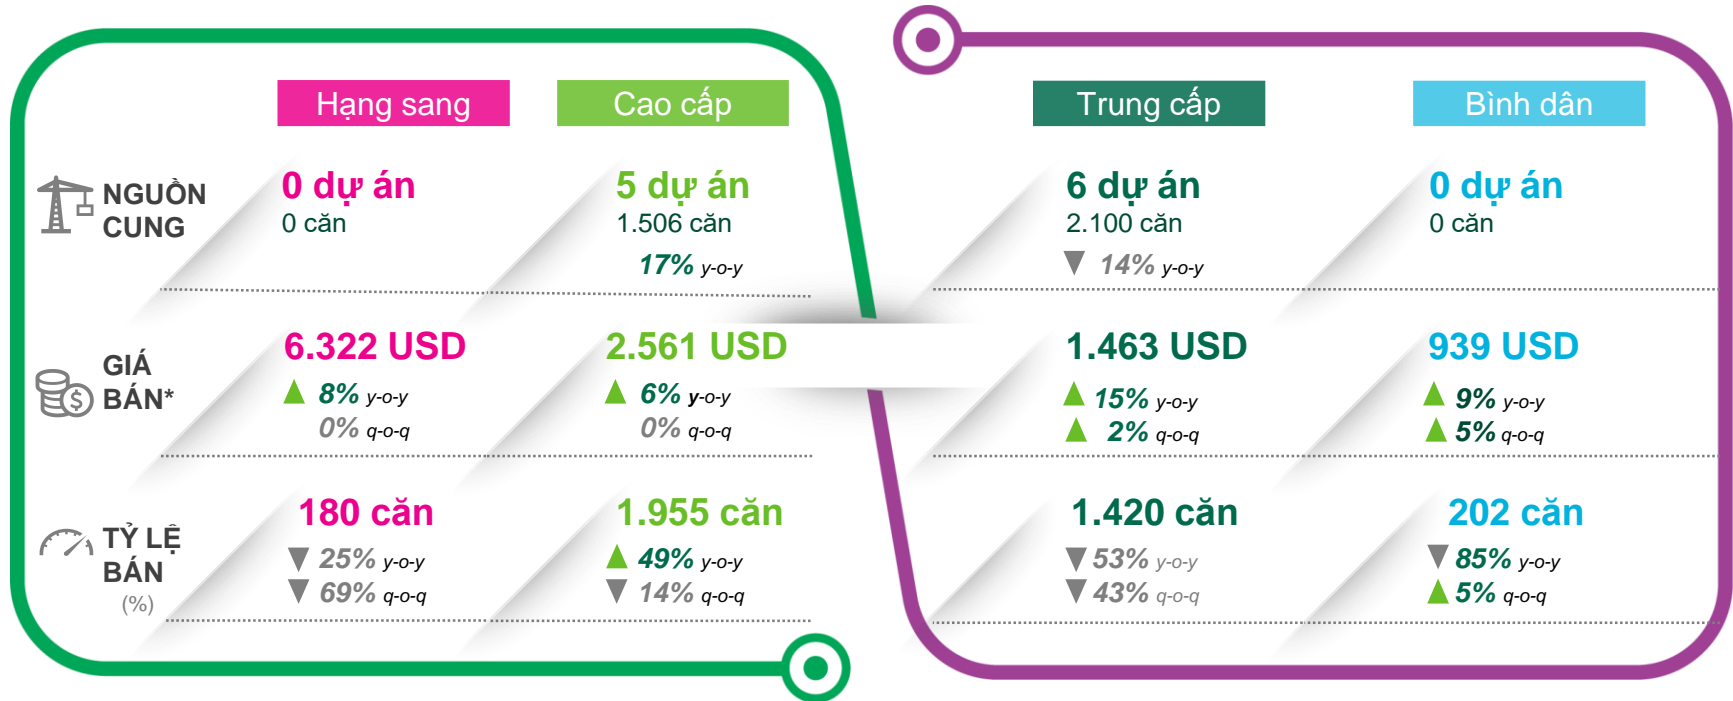 Hạng sang
Cao cấp
Trung cấp
Bình dân
NGUỒN
CUNG
0 dự án
0 căn
5 dự án
1.506 căn
17% y-o-y
6 dự án
2.100 căn
▼ 14% y-o-y
0 dự án
0 căn
GIÁ
BÁN*
6.322 USD
▲ 8% y-o-y
0% q-o-q
2.561 USD
▲ 6% y-o-y
0% q-o-q
1.463 USD
▲ 15% y-o-y
▲ 2% q-o-q
939 USD
▲ 9% y-o-y
▲ 5% q-o-q
TỶ LỆ
BÁN
(%)
180 căn
▼ 25% y-o-y
▼ 69% q-o-q
1.955 căn
▲ 49% y-o-y
▼ 14% q-o-q
1.420 căn
▼ 53% y-o-y
▼ 43% q-o-q
202 căn
▼ 85% y-o-y
▲ 5% q-o-q